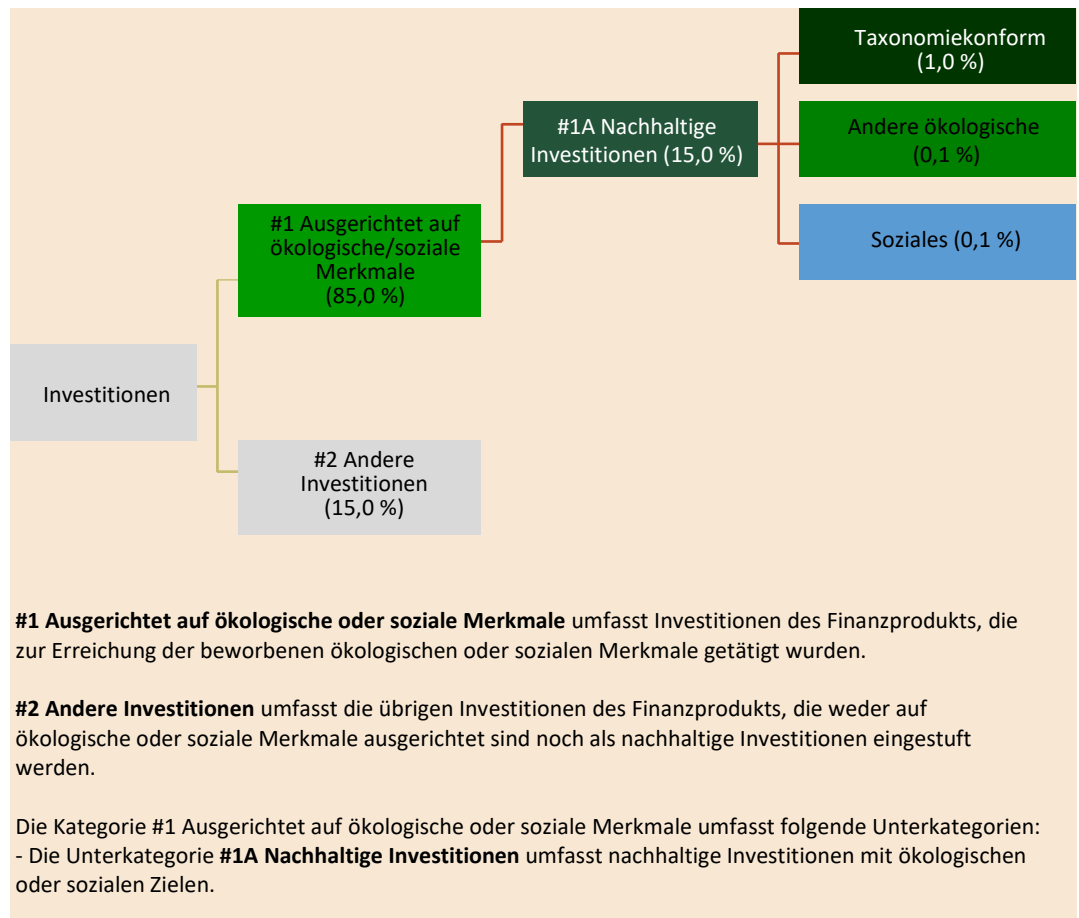 Taxonomiekonform
(1,0 %)
#1A Nachhaltige
Investitionen (15,0 %)
Andere ökologische
(0,1 %)
#1 Ausgerichtet auf
ökologische/soziale
Merkmale
(85,0 %)
Soziales (0,1 %)
Investitionen
#2 Andere
Investitionen
(15,0 %)
#1 Ausgerichtet auf ökologische oder soziale Merkmale umfasst Investitionen des Finanzprodukts, die
zur Erreichung der beworbenen ökologischen oder sozialen Merkmale getätigt wurden.
#2 Andere Investitionen umfasst die übrigen Investitionen des Finanzprodukts, die weder auf
ökologische oder soziale Merkmale ausgerichtet sind noch als nachhaltige Investitionen eingestuft
werden.
Die Kategorie #1 Ausgerichtet auf ökologische oder soziale Merkmale umfasst folgende Unterkategorien:
- Die Unterkategorie #1A Nachhaltige Investitionen umfasst nachhaltige Investitionen mit ökologischen
oder sozialen Zielen.